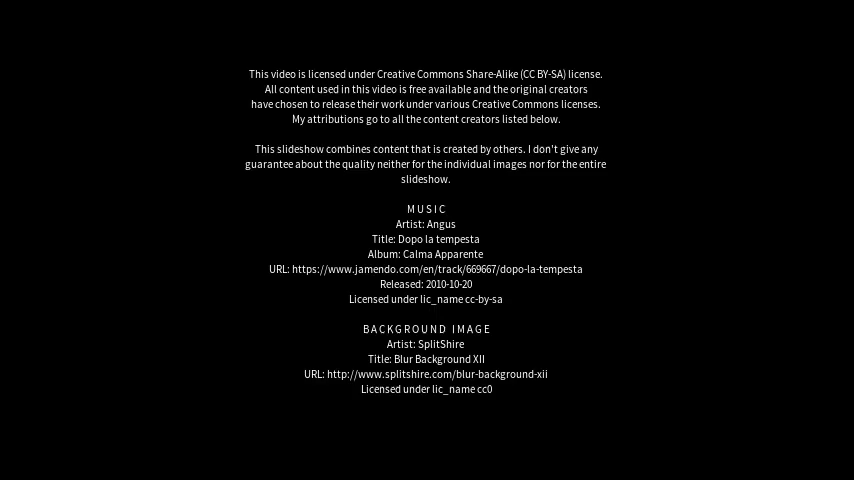 This video is licensed under Creative Commons Share-Alike (CC BY-SA) license.
All content used in this video is free available and the original creators
have chosen to release their work under various Creative Commons licenses.
My attributions go to all the content creators listed below.
This slideshow combines content that is created by others. I don't give any
guarantee about the quality neither for the individual images nor for the entire
slideshow.
MUSIC
Artist: Angus
Title: Dopo la tempesta
Album: Calma Apparente
URL: https://www.jamendo.com/en/track/669667/dopo-la-tempesta
Released: 2010-10-20
Licensed under lic_name cc-by-sa
BACKGROUND IMAGE
Artist: SplitShire
Title: Blur Background XII
URL: http://www.splitshire.com/blur-background-xii
Licensed under lic_name cc0